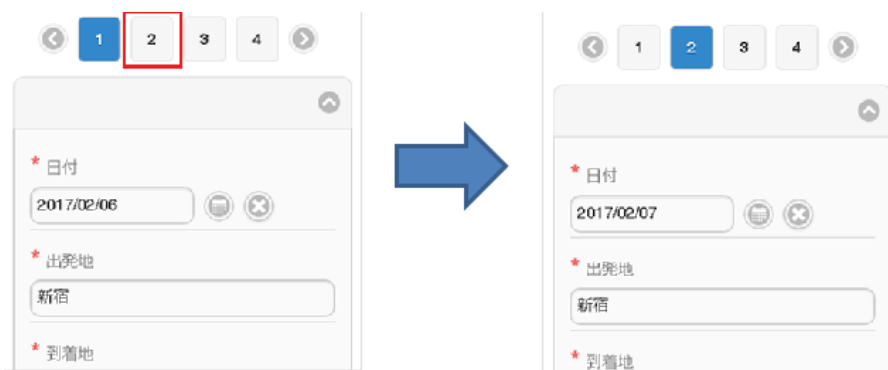 1 2 3 4
* 日付
2017/02/06
* 出発地
新宿
* 到着地
1 2 3 4
* 日付
2017/02/07
* 出発地
新宿
* 到着地